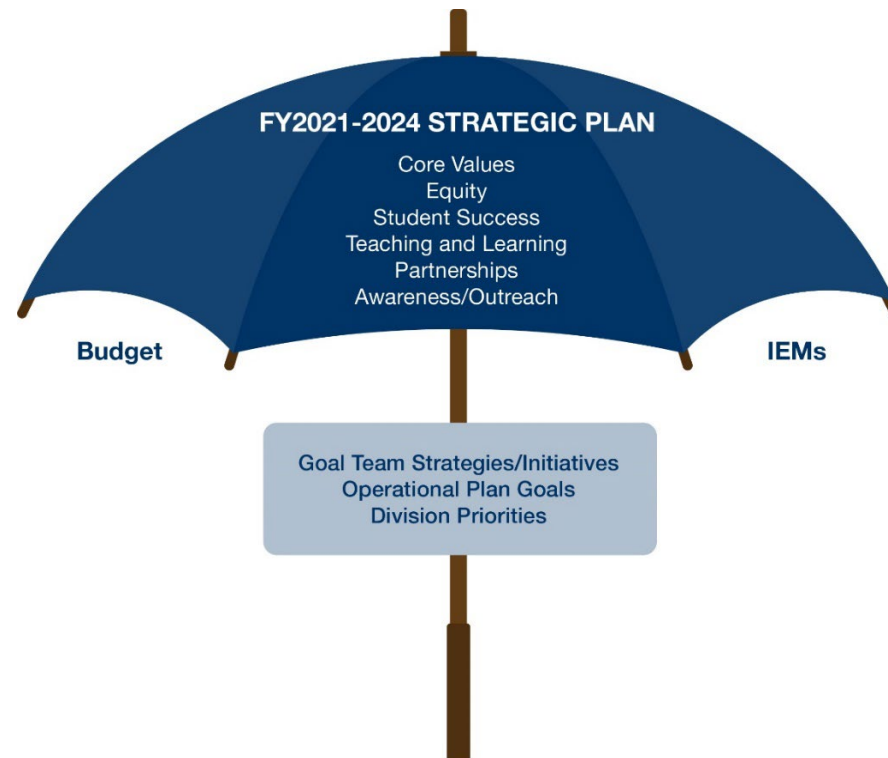 FY2021-2024 STRATEGIC PLAN
Core Values
Equity
Student Success
Teaching and Learning
Partnerships
Awareness/Outreach
Budget
IEMs
Goal Team Strategies/Initiatives
Operational Plan Goals
Division Priorities